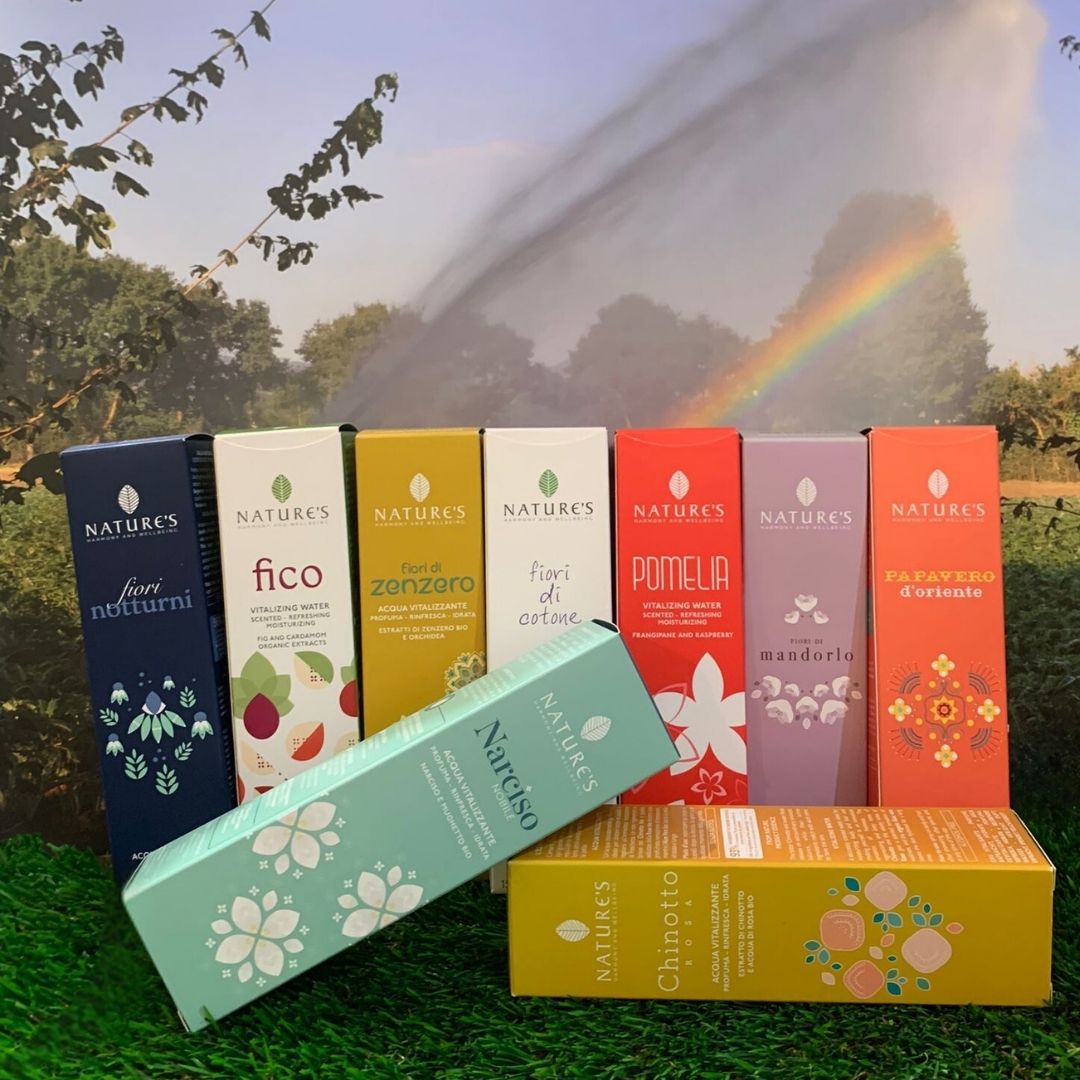 NATURE'S
HARMONY AND WELLBEING
fiori
notturni
NATURE'S
HARMONY AND WELLBEING
fico
VITALIZING WATER
SCENTED - REFRESHING
MOISTURIZING
FIG AND CARDAMOM
ORGANIC EXTRACTS
NATURE'S
HARMONY AND WELLBEING
fiori di
zenzero
ACQUA VITALIZZANTE
PROFUMA - RINFRESCA - IDRATA
ESTRATTI DI ZENZERO BIO
E ORCHIDEA
NATURE'S
HARMONY AND WELLBEING
fiori
di
cotone
NATURE'S
HARMONY AND WELLBEING
POMELIA
VITALIZING WATER
SCENTED - REFRESHING
MOISTURIZING
FRANGIPANE AND RASPBERRY
NATURE'S
HARMONY AND WELLBEING
FIORI DI
mandorlo
NATURE'S
HARMONY AND WELLBEING
PAPAVERO
d'oriente
NATURE'S
HARMONY AND WELLBEING
Narciso
NOBILE
ACQUA VITALIZZANTE
PROFUMA - RINFRESCA - IDRATA
NARCISO E MUGHETTO BIO
NATURE'S
HARMONY AND WELLBEING
Chinotto
ROSA
ACQUA VITALIZZANTE
PROFUMA - RINFRESCA - IDRATA
ESTRATTO DI CHINOTTO
E ACQUA DI ROSA BIO
93%